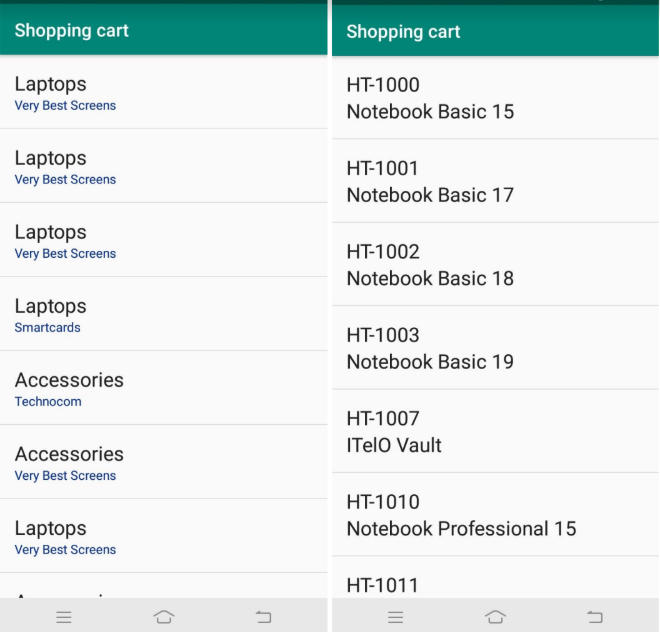 Shopping cart
Laptops
Very Best Screens
Laptops
Very Best Screens
Laptops
Very Best Screens
Laptops
Smartcards
Accessories
Technocom
Accessories
Very Best Screens
Laptops
Very Best Screens
Shopping cart
HT-1000
Notebook Basic 15
HT-1001
Notebook Basic 17
HT-1002
Notebook Basic 18
HT-1003
Notebook Basic 19
HT-1007
ITelO Vault
HT-1010
Notebook Professional 15
HT-1011